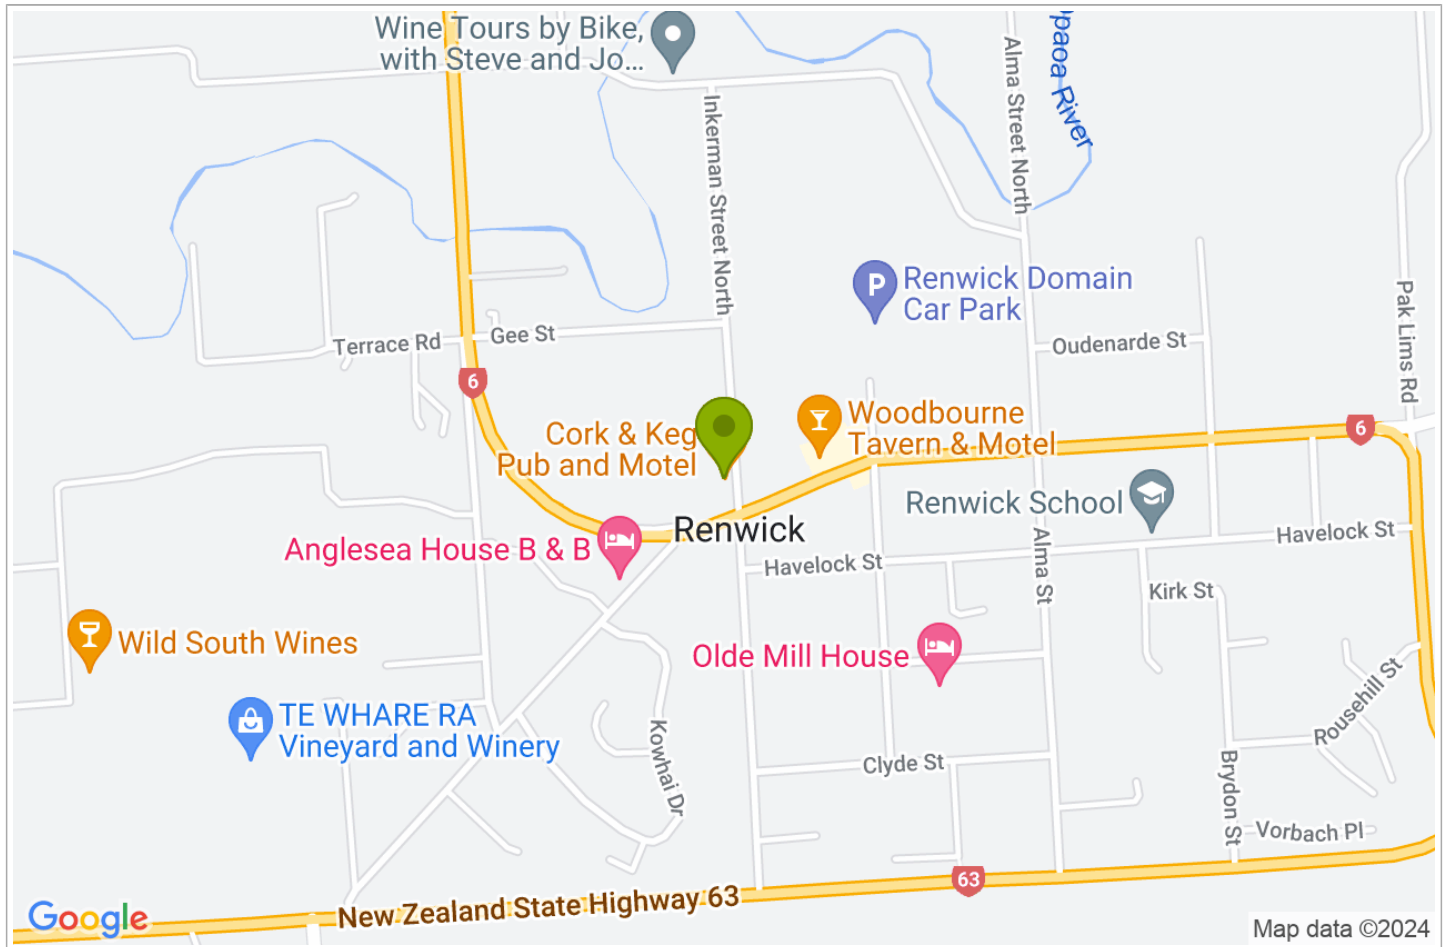 Wine Tours by Bike,
with Steve and Jo...
Opaoa River
Alma Street North
Inkerman Street North
Renwick Domain
Car Park
Pak Lims Rd
Terrace Rd
Gee St
Oudenarde St
6
Woodbourne
Tavern & Motel
6
Cork & Keg
Pub and Motel
Renwick School
Renwick
Havelock St
Anglesea House B & B
Havelock St
Alma St
Kirk St
Wild South Wines
Olde Mill House
Rousehill St
TE WHARE RA
Vineyard and Winery
Kowhai Dr
Clyde St
Brydon St
Vorbach Pl
63
New Zealand State Highway 63
Google
Map data ©2024